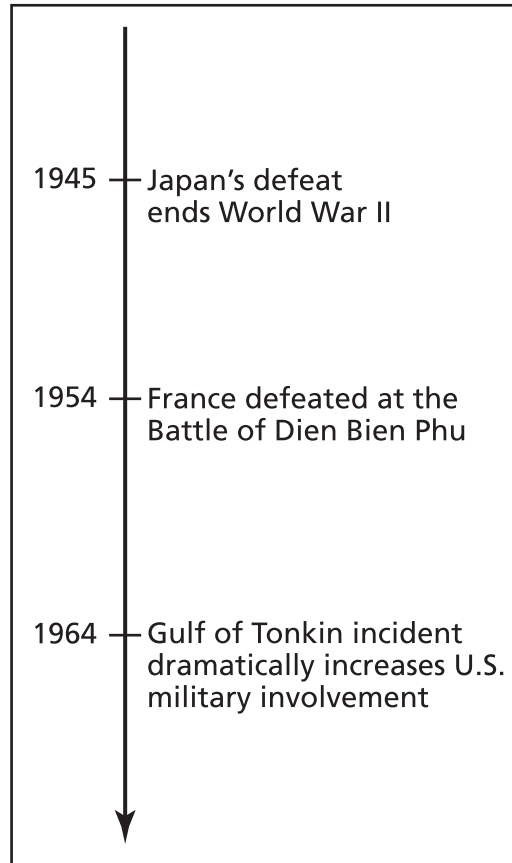 1945 Japan’s defeat
ends World War II
1954 France defeated at the
Battle of Dien Bien Phu
1964 Gulf of Tonkin incident
dramatically increases U.S.
military involvement